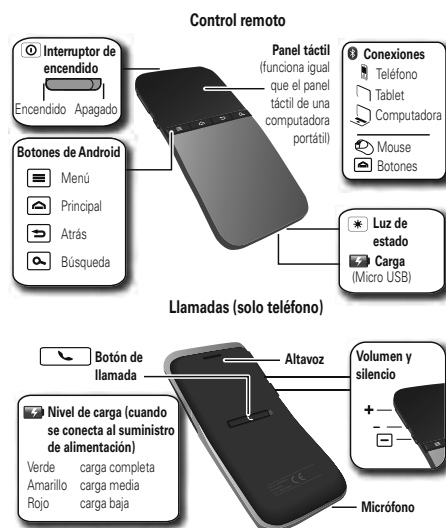 Control remoto
Interruptor de
encendido
Encendido Apagado
Panel táctil
(funciona igual
que el panel
táctil de una
computadora
portátil)
Conexiones
Teléfono
Tablet
Computadora
Mouse
Botones
Botones de Android
Menú
Principal
Atrás
Búsqueda
Luz de
estado
Carga
(Micro USB)
Llamadas (solo teléfono)
Botón de
llamada
Altavoz
Volumen y
silencio
+
-
Nivel de carga (cuando
se conecta al suministro
de alimentación)
Verde carga completa
Amarillo carga media
Rojo carga baja
Micrófono